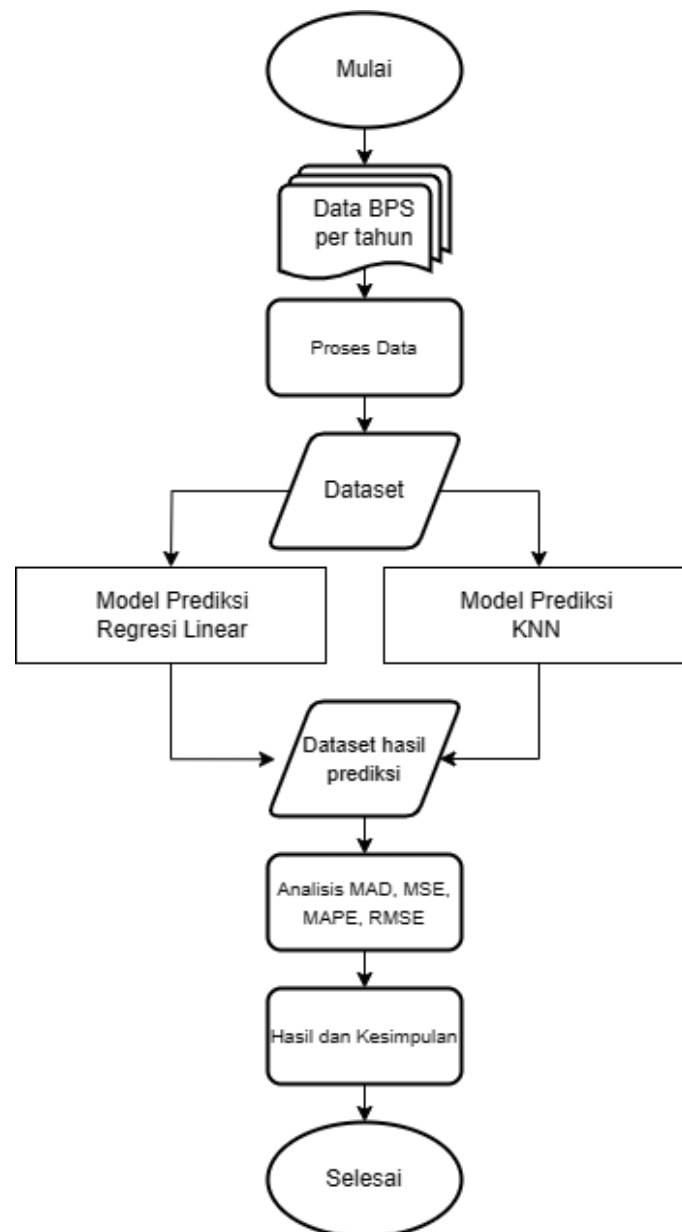 Mulai
Data BPS
per tahun
Proses Data
Dataset
Model Prediksi
Regresi Linear
Model Prediksi
KNN
Dataset hasil
prediksi
Analisis MAD, MSE,
MAPE, RMSE
Hasil dan Kesimpulan
Selesai